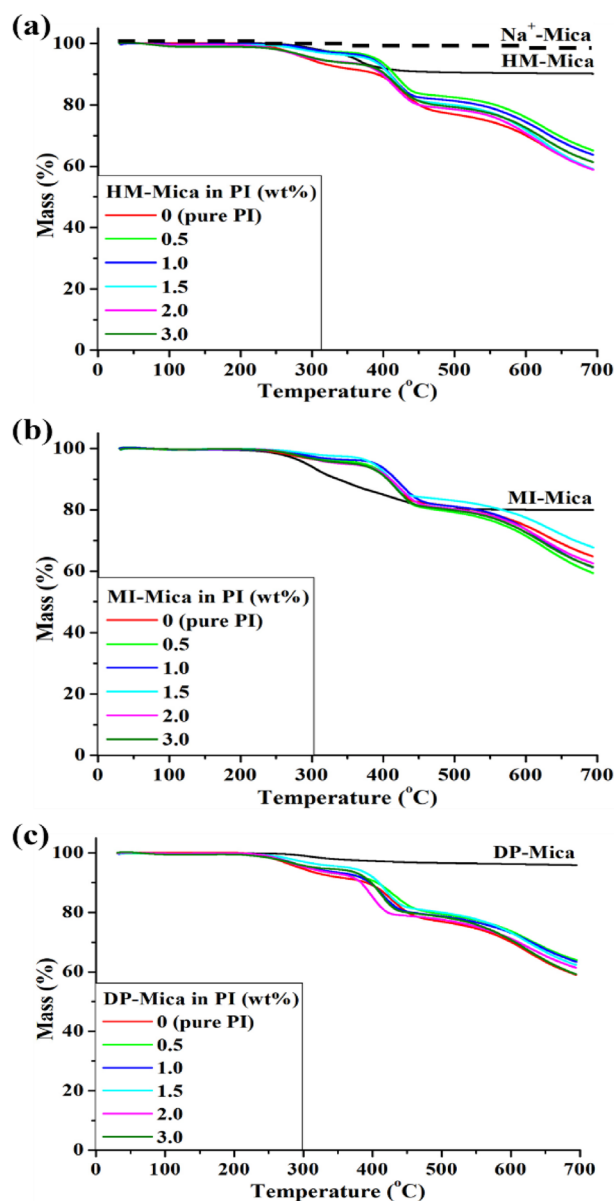 (a)
Na+-Mica
HM-Mica
100
80
60
40
20
0
Mass (%)
HM-Mica in PI (wt%)
0 (pure PI)
0.5
1.0
1.5
2.0
3.0
0 100 200 300 400 500 600 700
Temperature (°C)
(b)
MI-Mica
100
80
60
40
20
0
Mass (%)
MI-Mica in PI (wt%)
0 (pure PI)
0.5
1.0
1.5
2.0
3.0
0 100 200 300 400 500 600 700
Temperature (°C)
(c)
DP-Mica
100
80
60
40
20
0
Mass (%)
DP-Mica in PI (wt%)
0 (pure PI)
0.5
1.0
1.5
2.0
3.0
0 100 200 300 400 500 600 700
Temperature (°C)